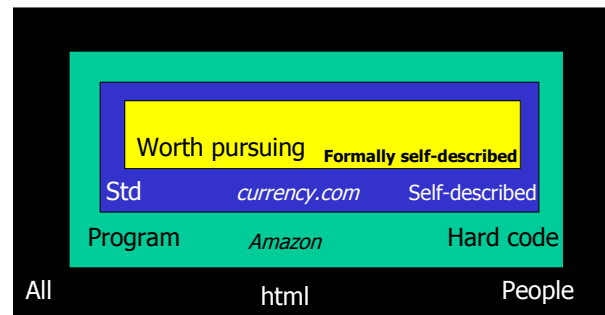 Worth pursuing Formally self-described
Std currency.com Self-described
Program Amazon Hard code
All html People